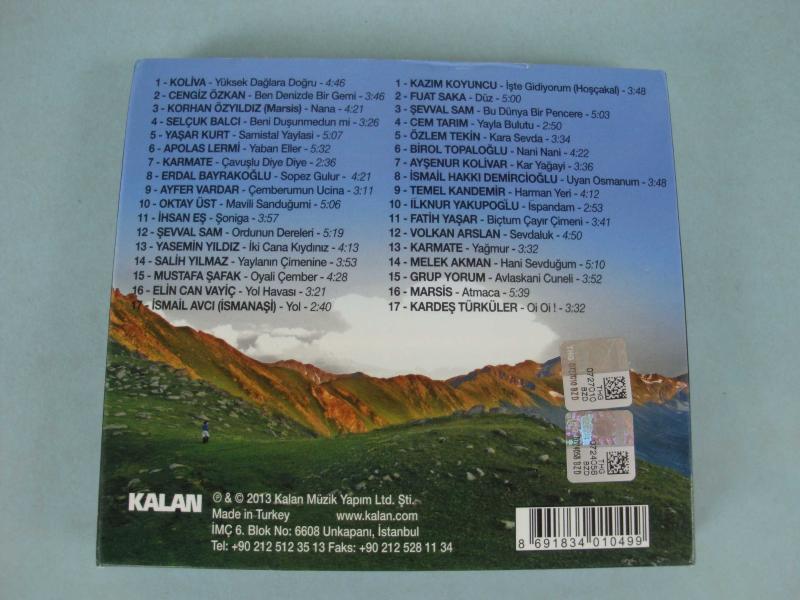 1 - KOLİVA - Yüksek Dağlara Doğru - 4:46
2 - CENGİZ ÖZKAN - Ben Denizde Bir Gemi - 3:46
3 - KORHAN ÖZYILDIZ (Marsis) - Nana - 4:21
4 - SELÇUK BALCI - Beni Duşunmedun mi - 3:26
5 - YAŞAR KURT - Samistal Yaylasi - 5:07
6 - APOLAS LERMİ - Yaban Eller - 5:32
7 - KARMATE - Çavuşlu Diye Diye - 2:36
8 - ERDAL BAYRAKOĞLU - Sopez Gulur - 4:21
9 - AYFER VARDAR - Çemberumun Ucina - 3:11
10 - OKTAY ÜST - Mavili Sanduğumi - 5:06
11 - İHSAN EŞ - Şoniga - 3:57
12 - ŞEVVAL SAM - Ordunun Dereleri - 5:19
13 - YASEMİN YILDIZ - İki Cana Kıydınız - 4:13
14 - SALİH YILMAZ - Yaylanın Çimenine - 3:53
15 - MUSTAFA ŞAFAK - Oyali Çember - 4:28
16 - ELİN CAN VAYİÇ - Yol Havası - 3:21
17 - İSMAİL AVCI (İSMANAŞİ) - Yol - 2:40
1 - KAZIM KOYUNCU - İşte Gidiyorum (Hoşçakal) - 3:48
2 - FUAT SAKA - Düz - 5:00
3 - ŞEVVAL SAM - Bu Dünya Bir Pencere - 5:03
4 - CEM TARIM - Yayla Bulutu - 2:50
5 - ÖZLEM TEKİN - Kara Sevda - 3:34
6 - BİROL TOPALOĞLU - Nani Nani - 4:22
7 - AYŞENUR KOLİVAR - Kar Yağayi - 3:36
8 - İSMAİL HAKKI DEMİRCİOĞLU - Uyan Osmanum - 3:48
9 - TEMEL KANDEMİR - Harman Yeri - 4:12
10 - ILKNUR YAKUPOGLU - İspandam - 2:53
11 - FATİH YAŞAR - Biçtum Çayır Çimeni - 3:41
12 - VOLKAN ARSLAN - Sevdaluk - 4:50
13 - KARMATE - Yağmur - 3:32
14 - MELEK AKMAN - Hani Sevduğum - 5:10
15 - GRUP YORUM - Avlaskani Cuneli - 3:52
16 - MARSİS - Atmaca - 5:39
17 - KARDEŞ TÜRKÜLER - Oi Oi ! - 3:32
0727010
THG
BZD
THG
BZD
KALAN
℗ & © 2013 Kalan Müzik Yapım Ltd. Şti.
Made in Turkey www.kalan.com
İMÇ 6. Blok No: 6608 Unkapanı, İstanbul
Tel: +90 212 512 35 13 Faks: +90 212 528 11 34
8 691834 010499